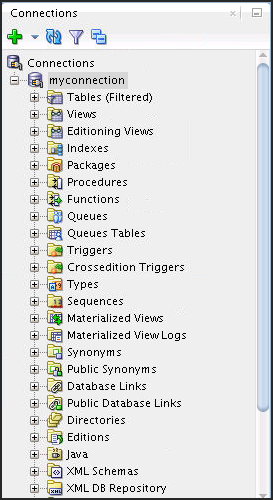 Connections
Connections
myconnection
Tables (Filtered)
Views
Editioning Views
Indexes
Packages
Procedures
Functions
Queues
Queues Tables
Triggers
Crossedition Triggers
Types
Sequences
Materialized Views
Materialized View Logs
Synonyms
Public Synonyms
Database Links
Public Database Links
Directories
Editions
Java
XML Schemas
XML DB Repository